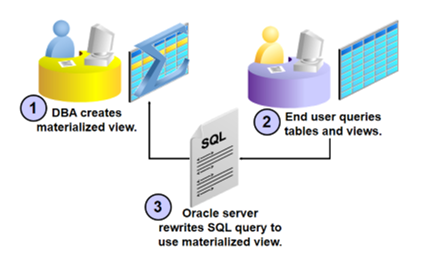 1 DBA creates
materialized view.
2 End user queries
tables and views.
SQL
3 Oracle server
rewrites SQL query to
use materialized view.